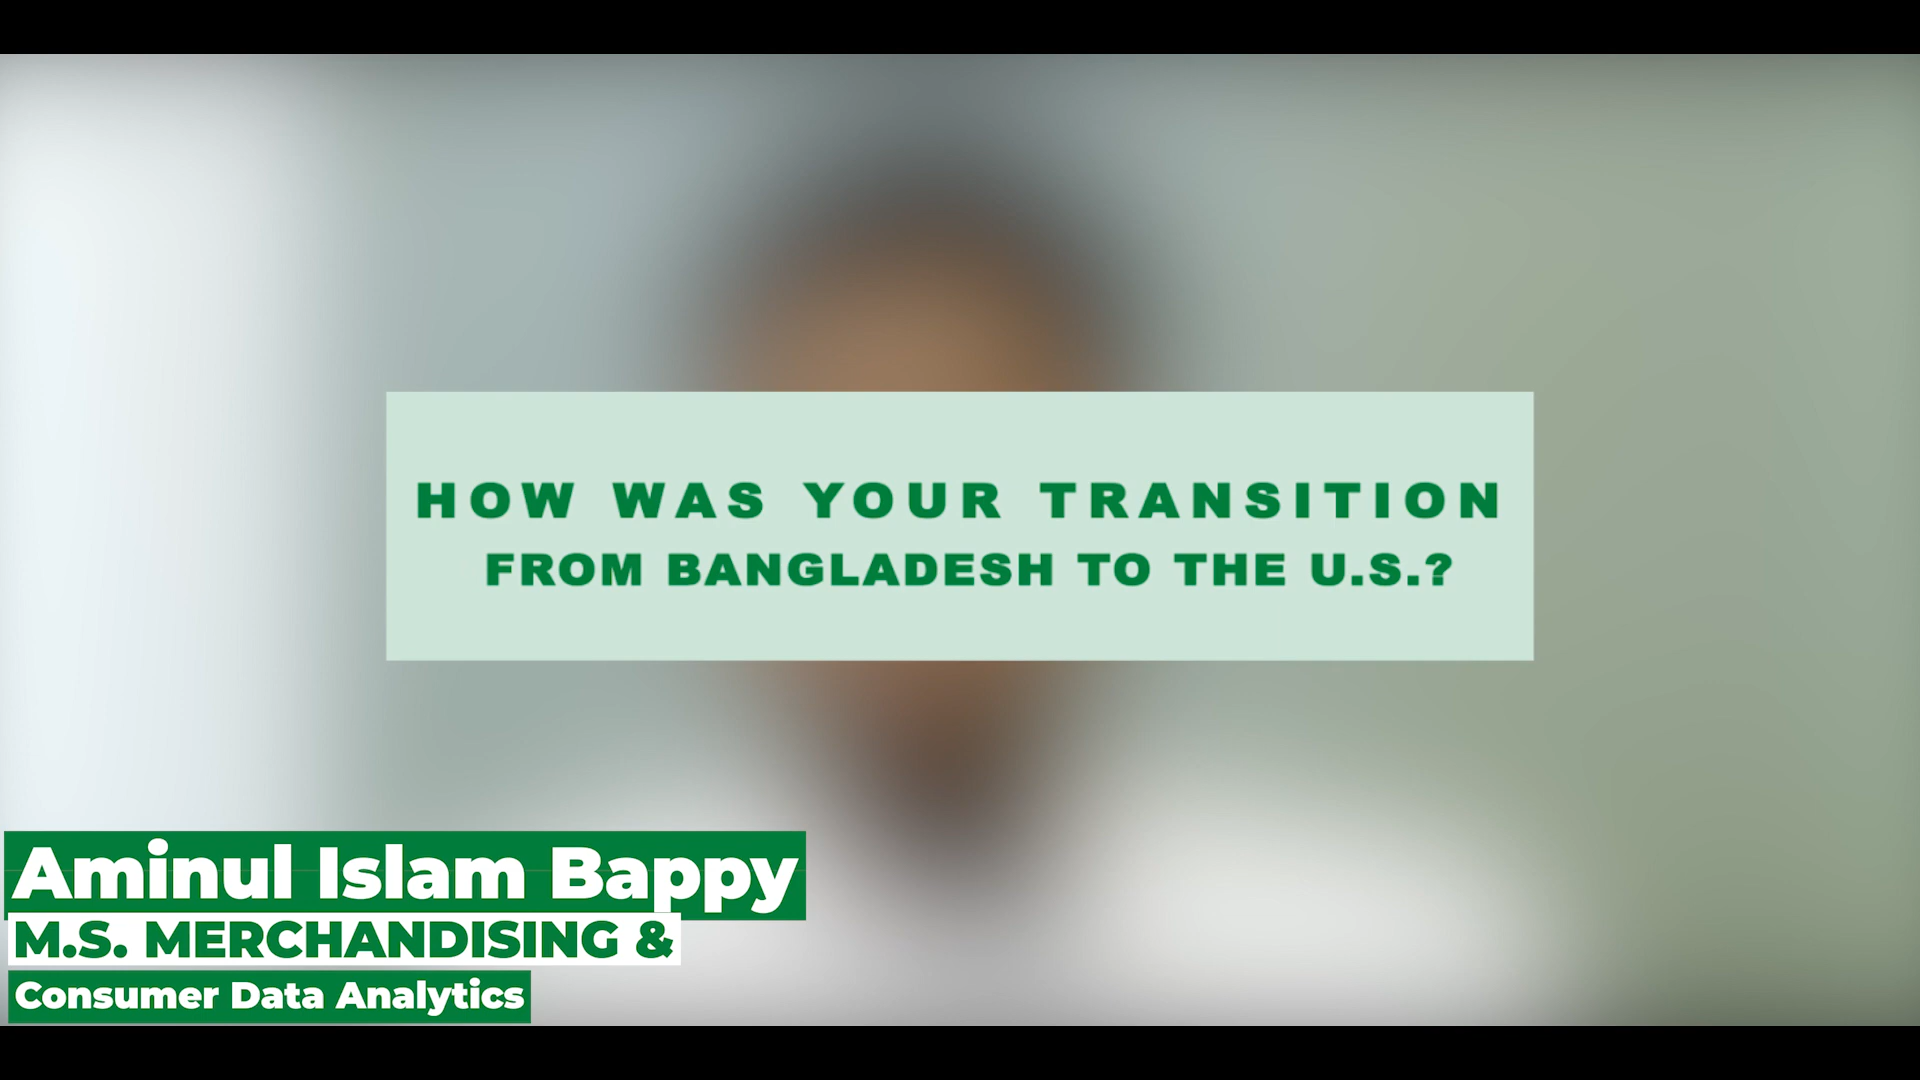 HOW WAS YOUR TRANSITION
FROM BANGLADESH TO THE U.S.?
Aminul Islam Bappy
M.S. MERCHANDISING &
Consumer Data Analytics